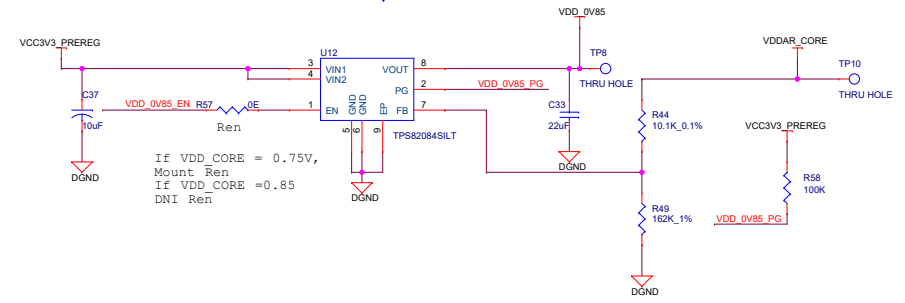 VDD_0V85
VCC3V3_PREREG
VDDAR_CORE
U12
TP8
TP10
3
VIN1
VOUT
8
4
VIN2
PG
2
VDD_0V85_PG
THRU HOLE
THRU HOLE
C37
10uF
VDD_0V85_EN
R57
0E
Ren
1
EN
GND
GND
EP
FB
7
5
6
9
TPS82084SILT
C33
22uF
R44
10.1K_0.1%
VCC3V3_PREREG
DGND
DGND
DGND
If VDD_CORE = 0.75V,
Mount Ren
If VDD_CORE =0.85
DNI Ren
R58
100K
R49
162K_1%
VDD_0V85_PG
DGND